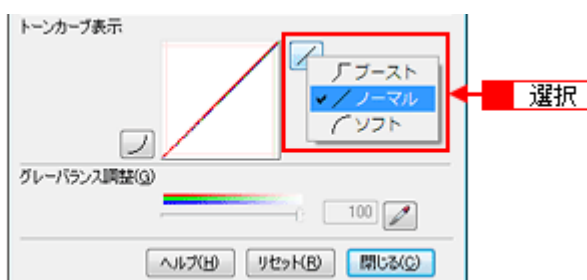 トーンカーブ表示
ブースト
ノーマル
ソフト
選択
グレーバランス調整(G)
100
ヘルプ(H) リセット(R) 閉じる(C)